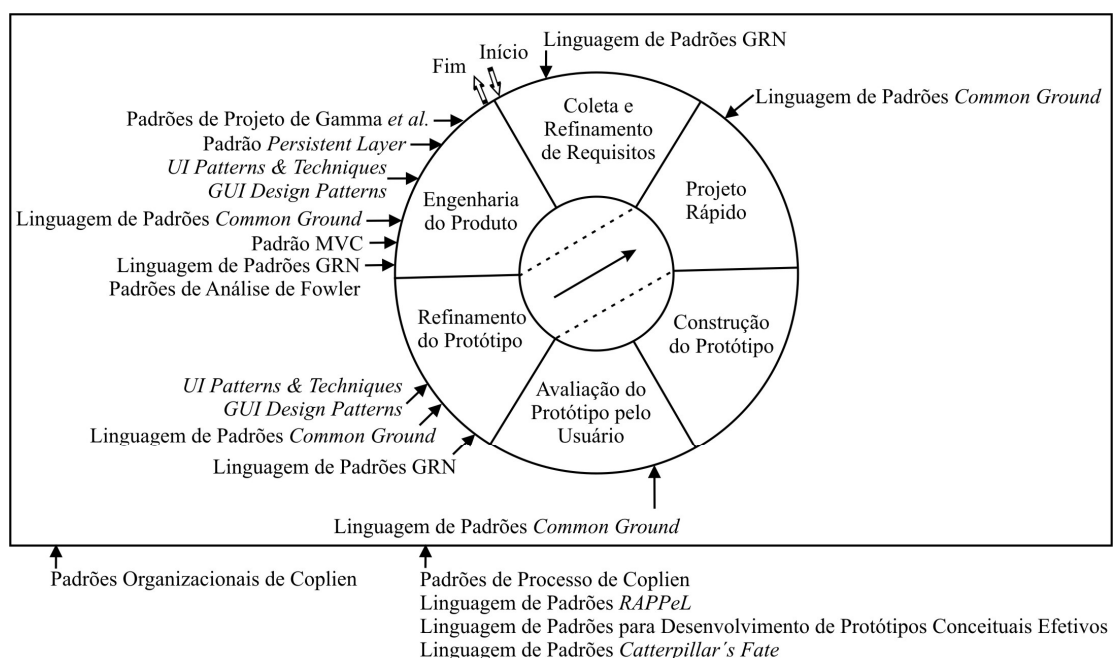 Linguagem de Padrões GRN
Início
Fim
Linguagem de Padrões Common Ground
Coleta e
Refinamento
de Requisitos
Padrões de Projeto de Gamma et al.
Padrão Persistent Layer
UI Patterns & Techniques
GUI Design Patterns
Linguagem de Padrões Common Ground
Padrão MVC
Linguagem de Padrões GRN
Padrões de Análise de Fowler
Engenharia
do Produto
Projeto
Rápido
Refinamento
do Protótipo
Construção
do Protótipo
Avaliação do
Protótipo pelo
Usuário
UI Patterns & Techniques
GUI Design Patterns
Linguagem de Padrões Common Ground
Linguagem de Padrões GRN
Linguagem de Padrões Common Ground
Padrões Organizacionais de Coplien
Padrões de Processo de Coplien
Linguagem de Padrões RAPPeL
Linguagem de Padrões para Desenvolvimento de Protótipos Conceituais Efetivos
Linguagem de Padrões Catterpillar´s Fate